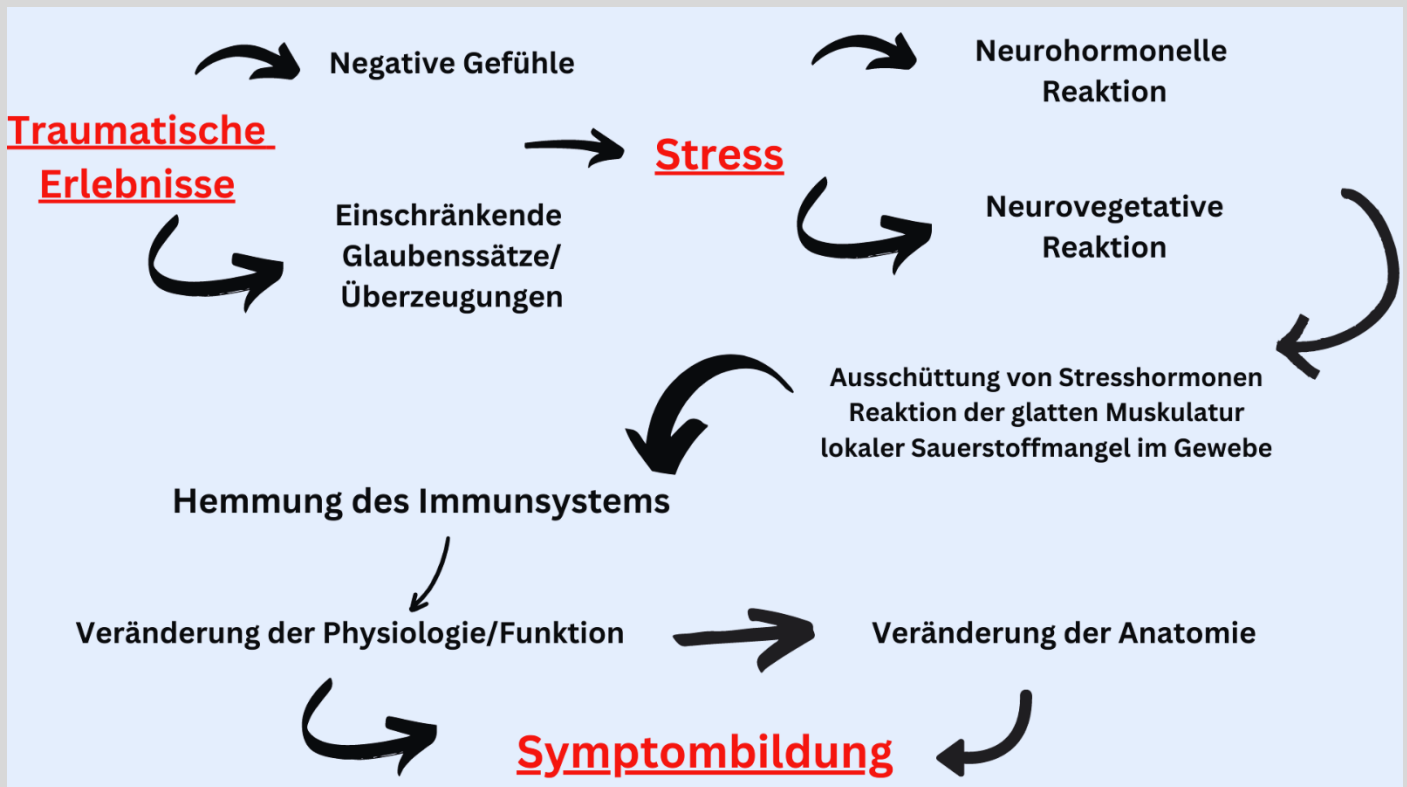 Negative Gefühle
Neurohormonelle
Reaktion
Traumatische
Erlebnisse
Stress
Einschränkende
Glaubenssätze/
Überzeugungen
Neurovegetative
Reaktion
Ausschüttung von Stresshormonen
Reaktion der glatten Muskulatur
lokaler Sauerstoffmangel im Gewebe
Hemmung des Immunsystems
Veränderung der Physiologie/Funktion
Veränderung der Anatomie
Symptombildung